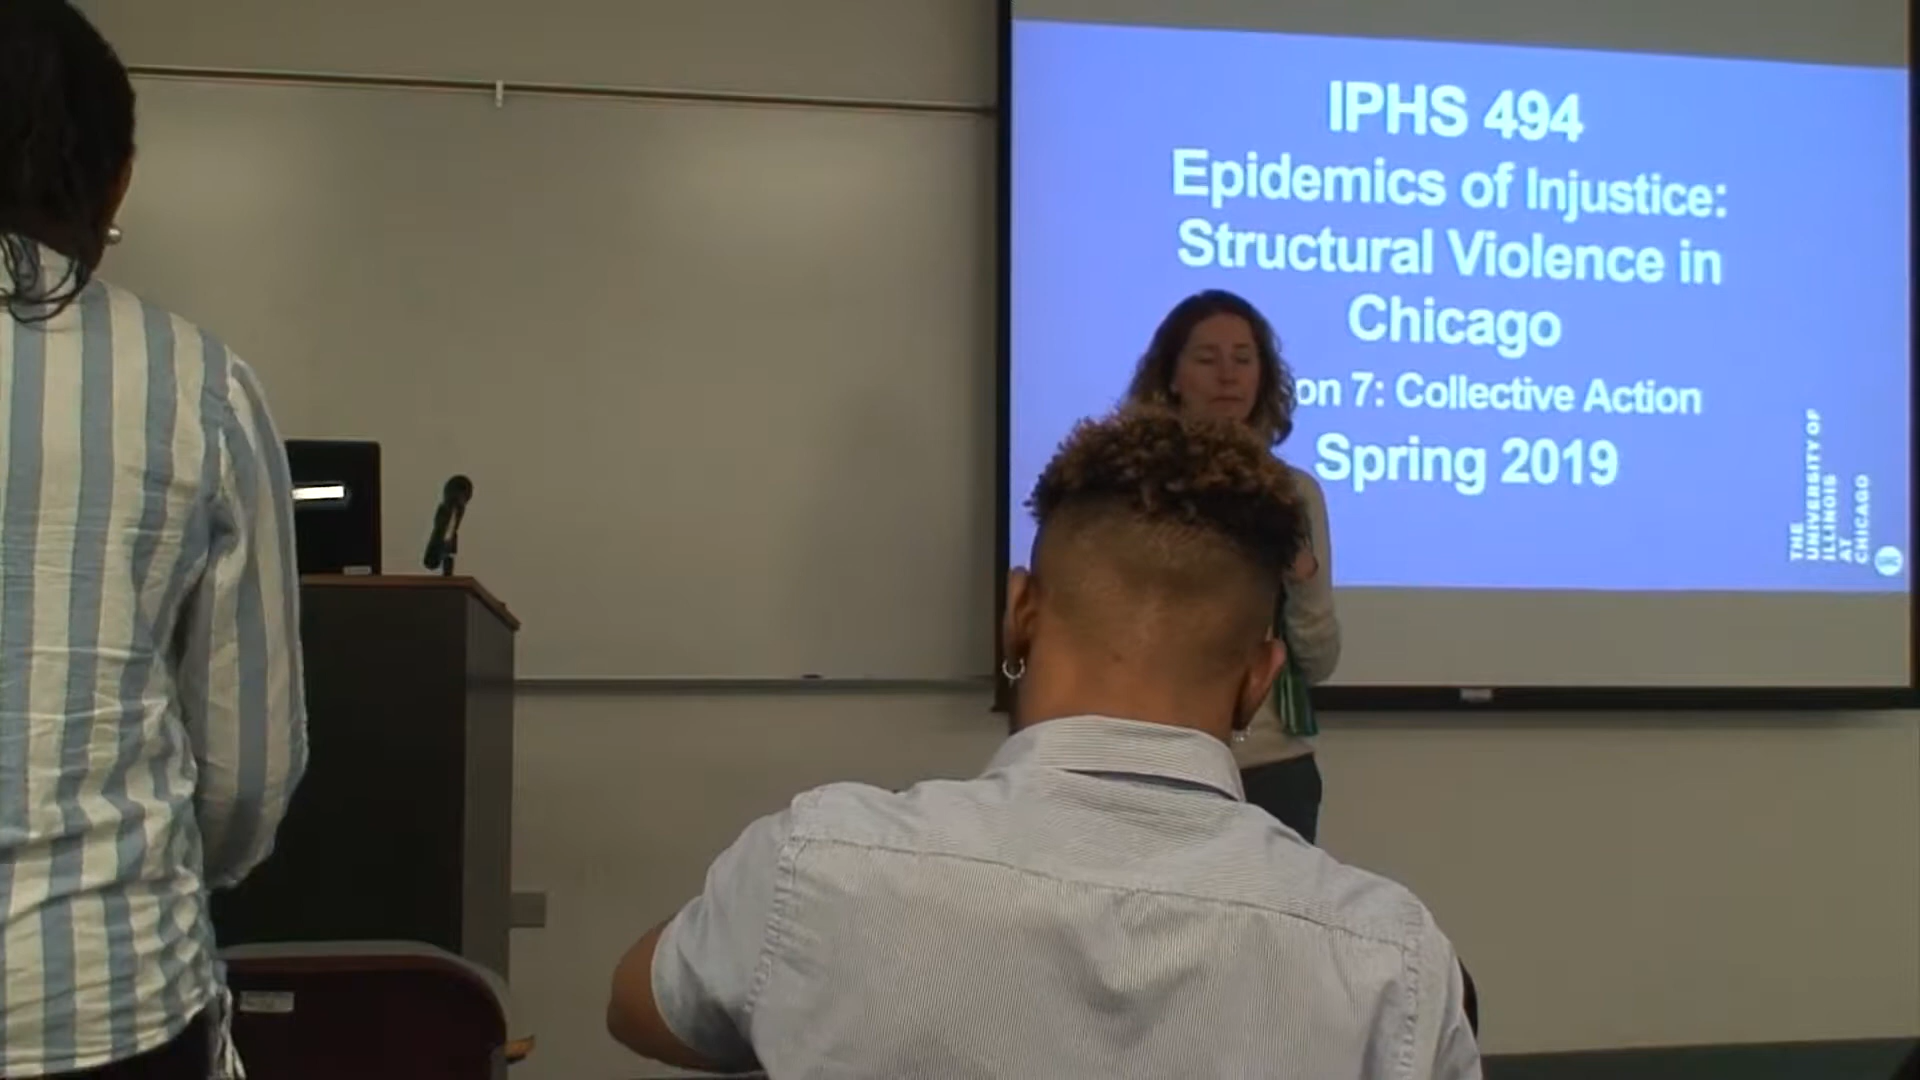 IPHS 494
Epidemics of Injustice:
Structural Violence in
Chicago
on 7: Collective Action
Spring 2019
THE
UNIVERSITY OF
ILLINOIS
AT
CHICAGO